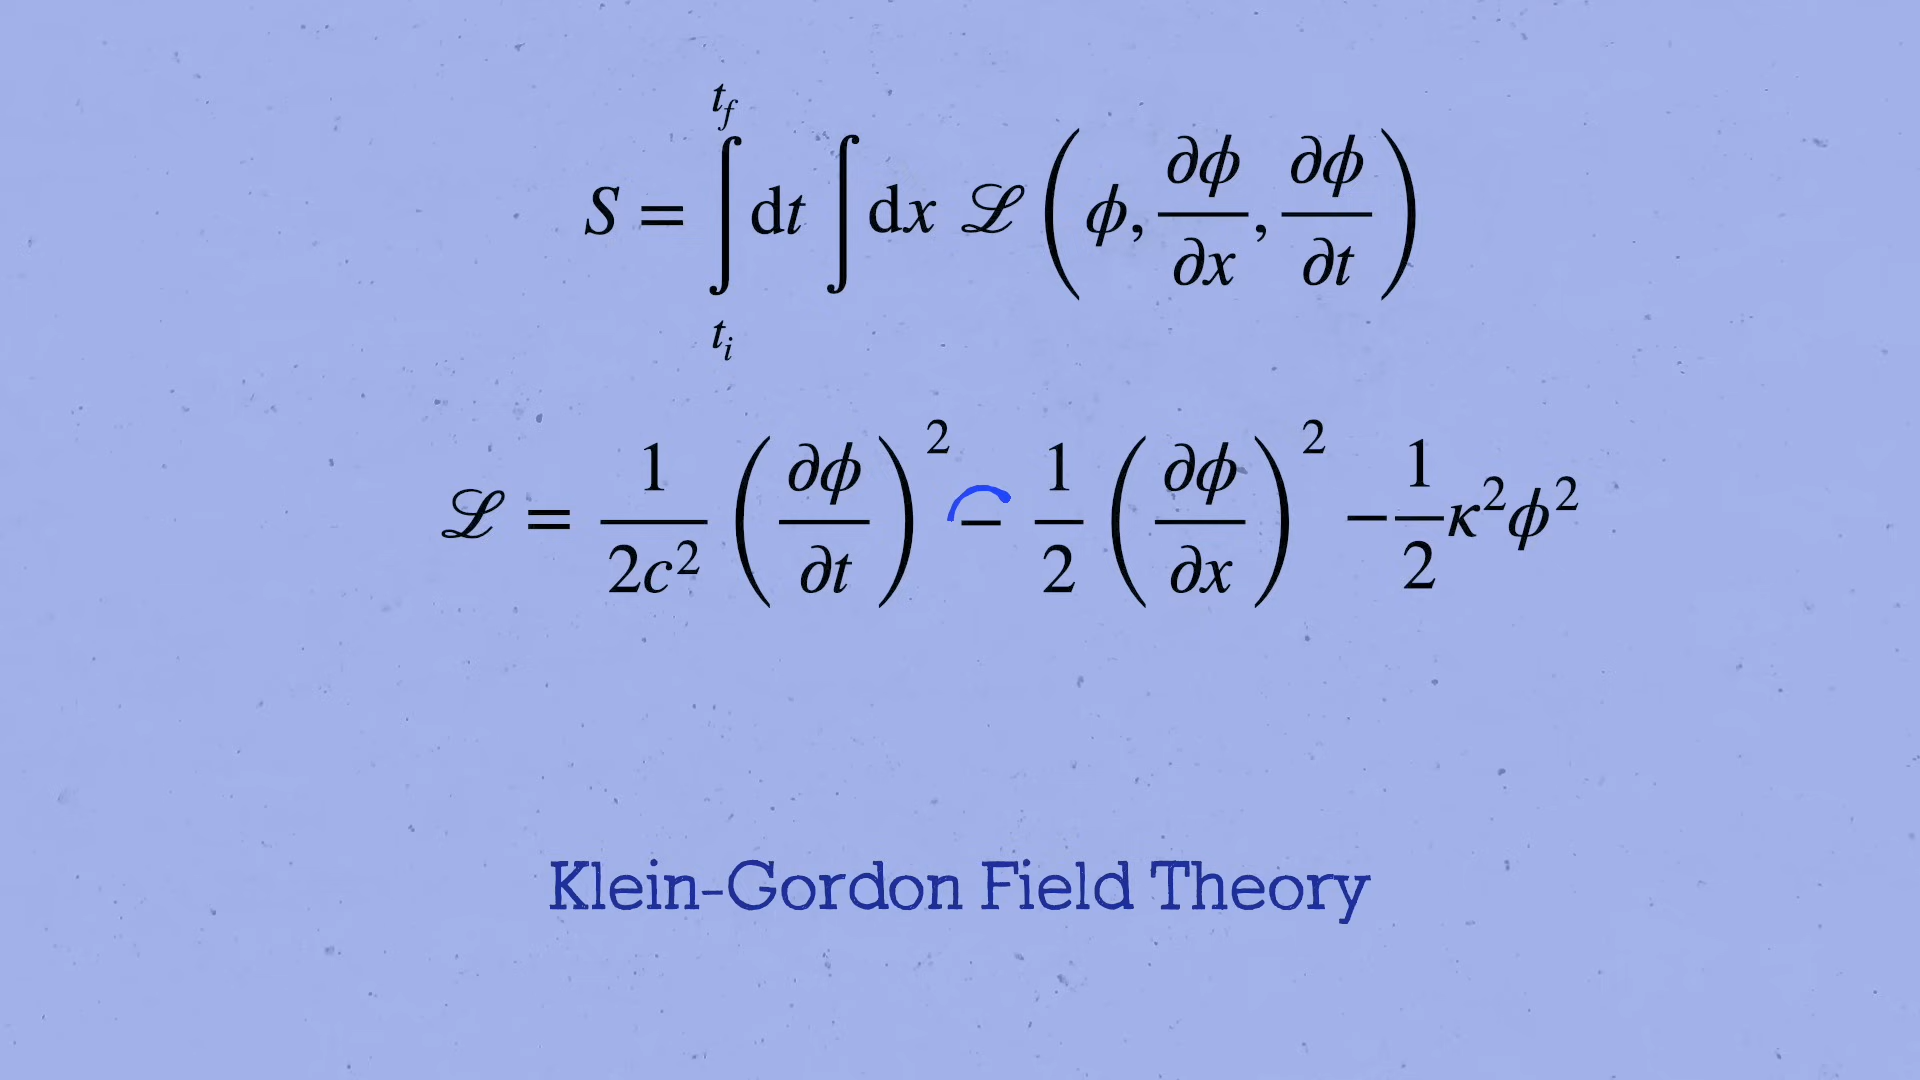 S = ∫_{t_i}^{t_f} dt ∫ dx ℒ (ϕ, ∂ϕ/∂x, ∂ϕ/∂t)
ℒ = 1/(2c²) (∂ϕ/∂t)² − 1/2 (∂ϕ/∂x)² − 1/2 κ²ϕ²
Klein-Gordon Field Theory